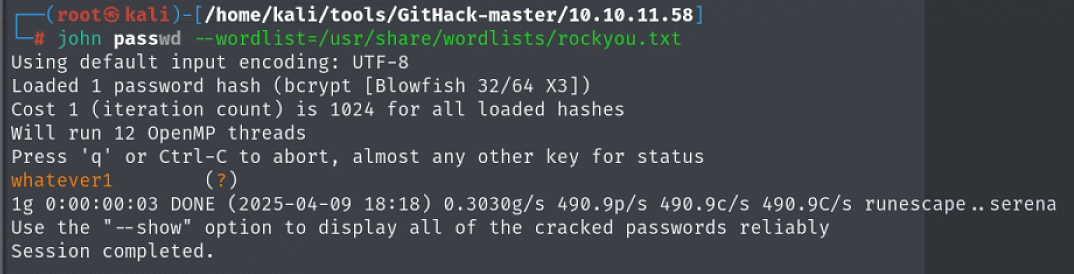 ┌──(root㉿kali)-[/home/kali/tools/GitHack-master/10.10.11.58]
└─# john passwd --wordlist=/usr/share/wordlists/rockyou.txt
Using default input encoding: UTF-8
Loaded 1 password hash (bcrypt [Blowfish 32/64 X3])
Cost 1 (iteration count) is 1024 for all loaded hashes
Will run 12 OpenMP threads
Press 'q' or Ctrl-C to abort, almost any other key for status
whatever1        (?)
1g 0:00:00:03 DONE (2025-04-09 18:18) 0.3030g/s 490.9p/s 490.9c/s 490.9C/s runescape..serena
Use the "--show" option to display all of the cracked passwords reliably
Session completed.